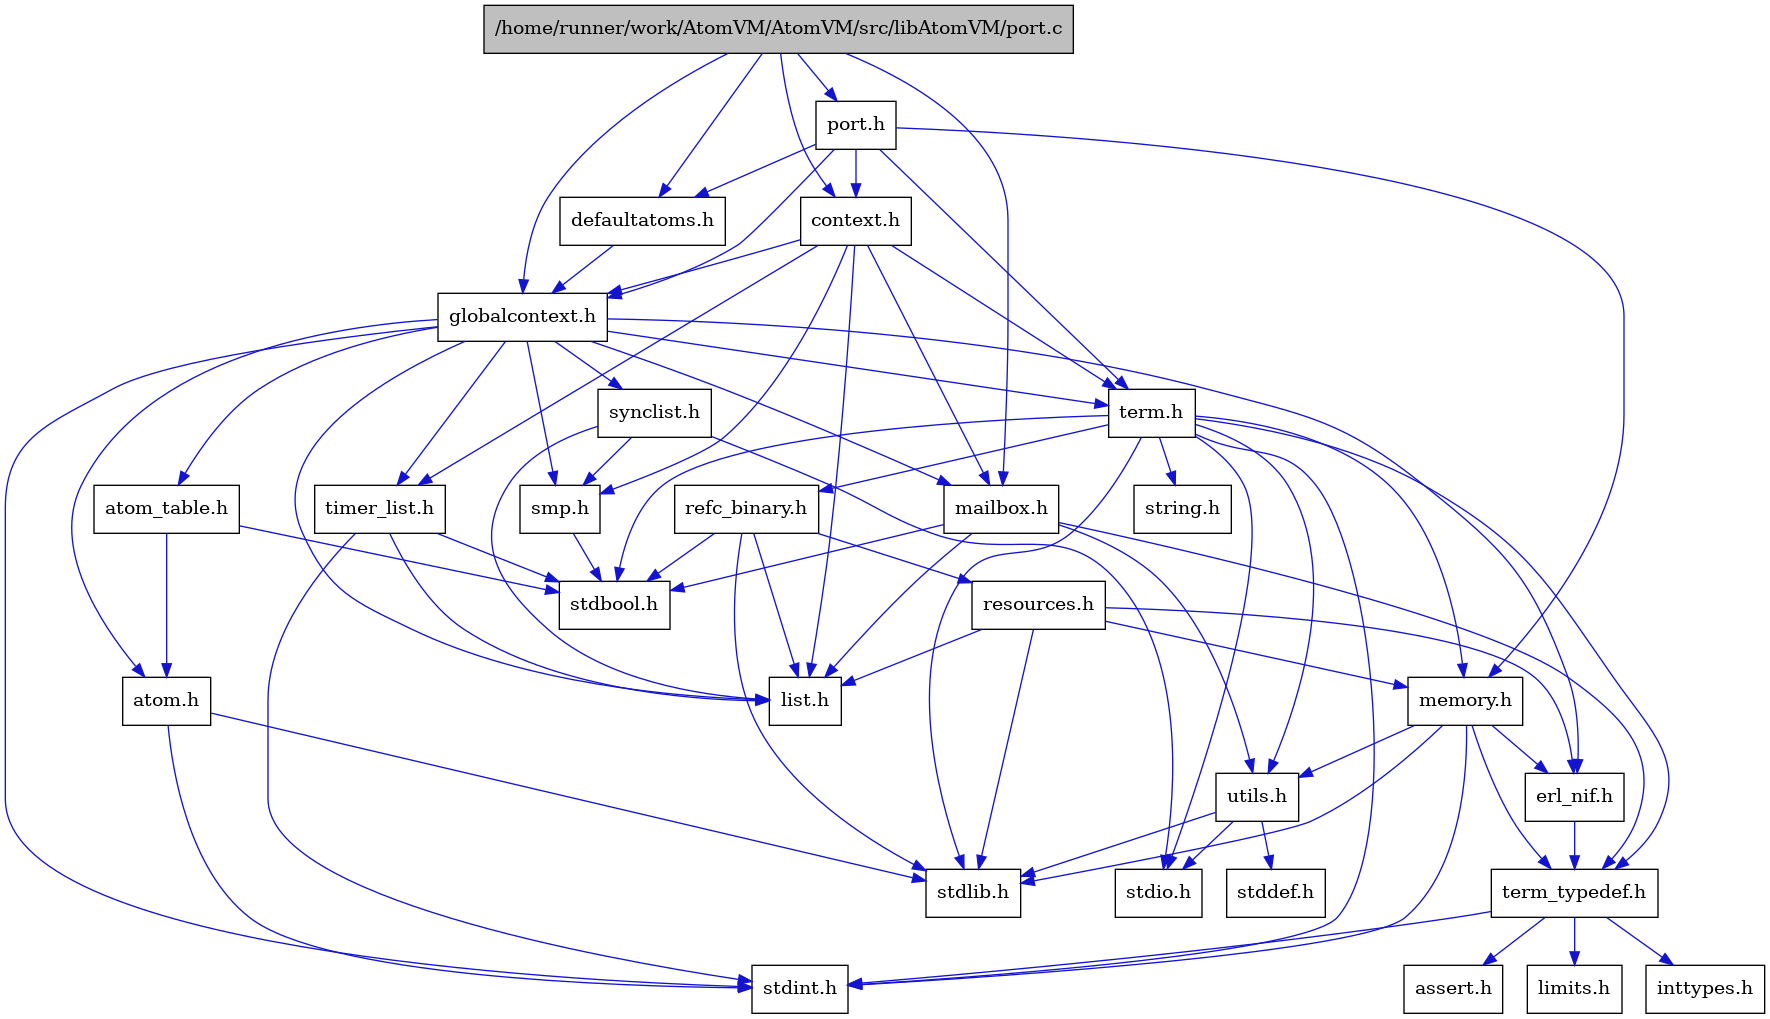 /home/runner/work/AtomVM/AtomVM/src/libAtomVM/port.c
port.h
defaultatoms.h
context.h
globalcontext.h
synclist.h
term.h
atom_table.h
timer_list.h
smp.h
refc_binary.h
mailbox.h
string.h
stdbool.h
resources.h
atom.h
list.h
memory.h
utils.h
erl_nif.h
stdlib.h
stdio.h
stddef.h
term_typedef.h
stdint.h
assert.h
limits.h
inttypes.h